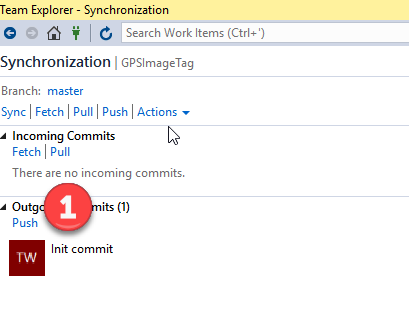 Team Explorer - Synchronization
Search Work Items (Ctrl+')
Synchronization | GPSImageTag
Branch: master
Sync | Fetch | Pull | Push | Actions
Incoming Commits
Fetch | Pull
There are no incoming commits.
Outgo 1 mits (1)
Push
TW Init commit